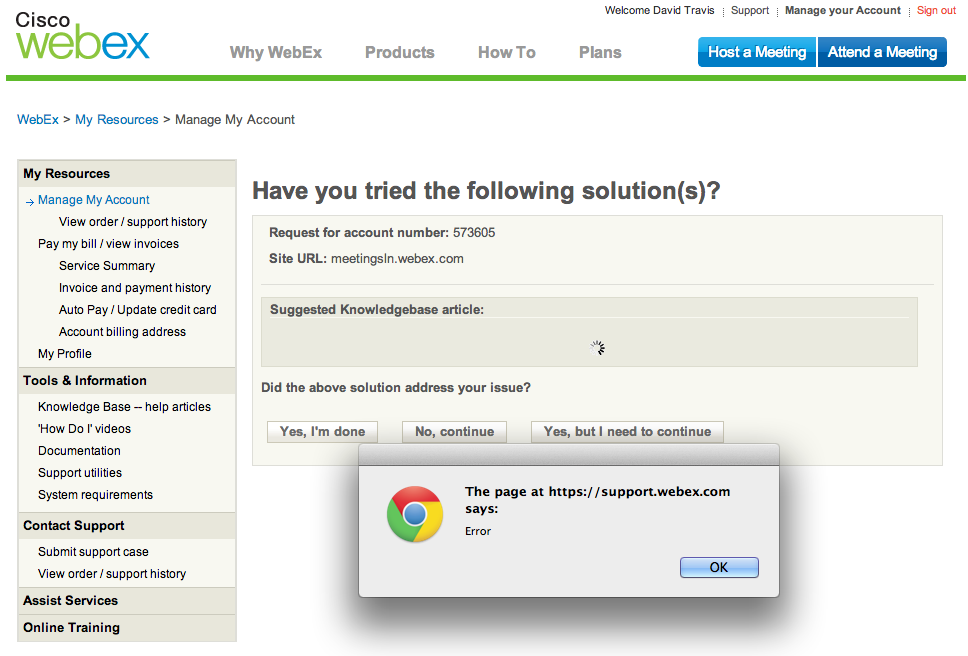 Welcome David Travis Support Manage your Account Sign out
Cisco
webex
Why WebEx Products How To Plans Host a Meeting Attend a Meeting
WebEx > My Resources > Manage My Account
My Resources
→ Manage My Account
View order / support history
Pay my bill / view invoices
Service Summary
Invoice and payment history
Auto Pay / Update credit card
Account billing address
My Profile
Tools & Information
Knowledge Base -- help articles
'How Do I' videos
Documentation
Support utilities
System requirements
Contact Support
Submit support case
View order / support history
Assist Services
Online Training
Have you tried the following solution(s)?
Request for account number: 573605
Site URL: meetingsln.webex.com
Suggested Knowledgebase article:
Did the above solution address your issue?
Yes, I'm done No, continue Yes, but I need to continue
The page at https://support.webex.com
says:
Error
OK